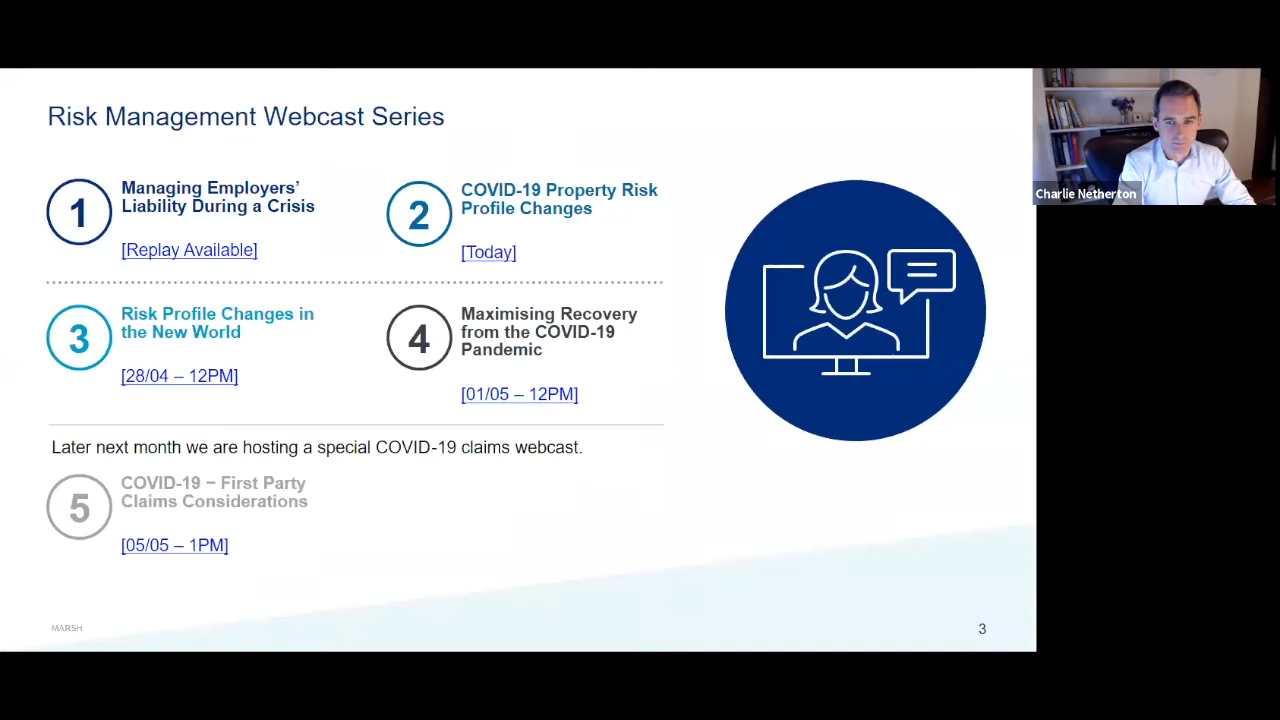 Risk Management Webcast Series
1
Managing Employers’
Liability During a Crisis
[Replay Available]
2
COVID-19 Property Risk
Profile Changes
[Today]
3
Risk Profile Changes in
the New World
[28/04 – 12PM]
4
Maximising Recovery
from the COVID-19
Pandemic
[01/05 – 12PM]
Later next month we are hosting a special COVID-19 claims webcast.
5
COVID-19 – First Party
Claims Considerations
[05/05 – 1PM]
MARSH
3
Charlie Netherton